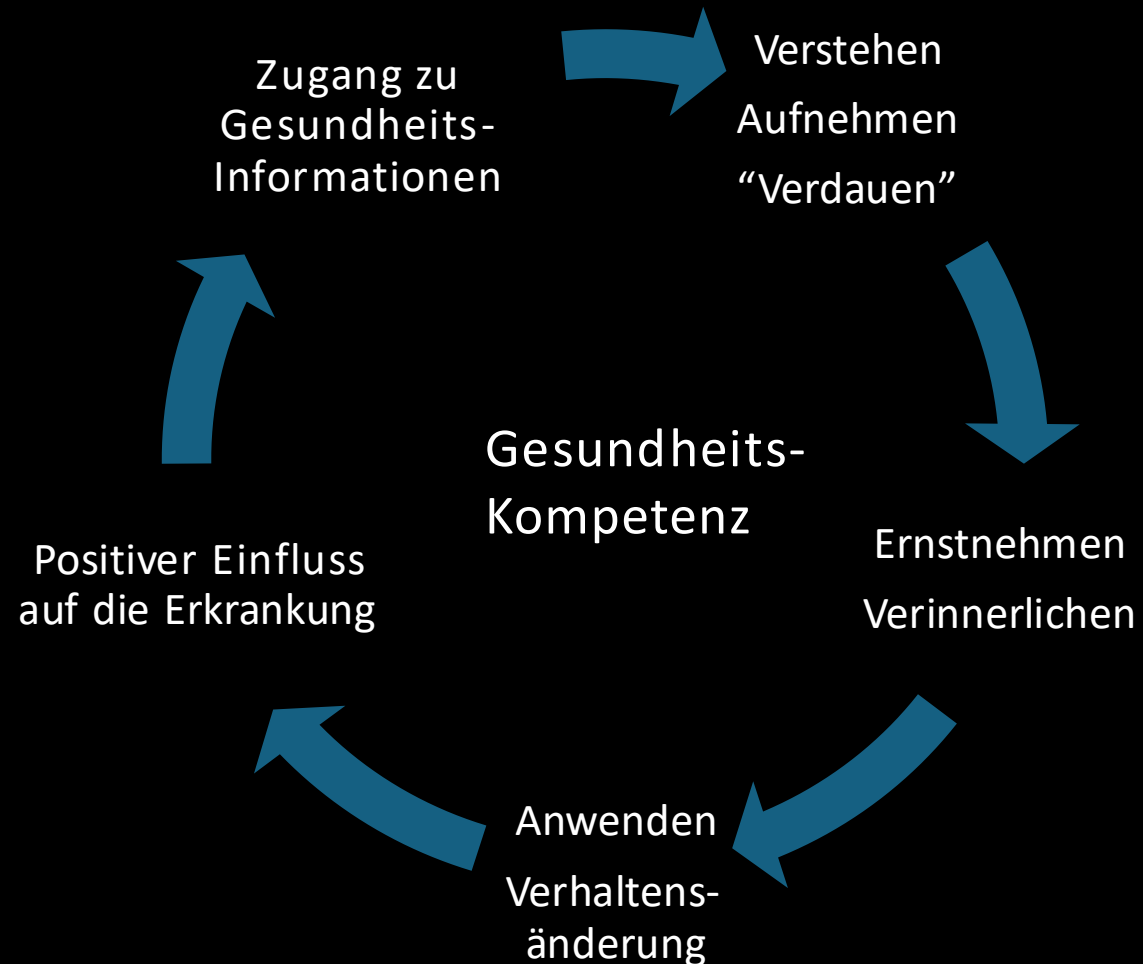 Zugang zu
Gesundheits-
Informationen
Verstehen
Aufnehmen
“Verdauen”
Ernstnehmen
Verinnerlichen
Anwenden
Verhaltens-
änderung
Positiver Einfluss
auf die Erkrankung
Gesundheits-
Kompetenz